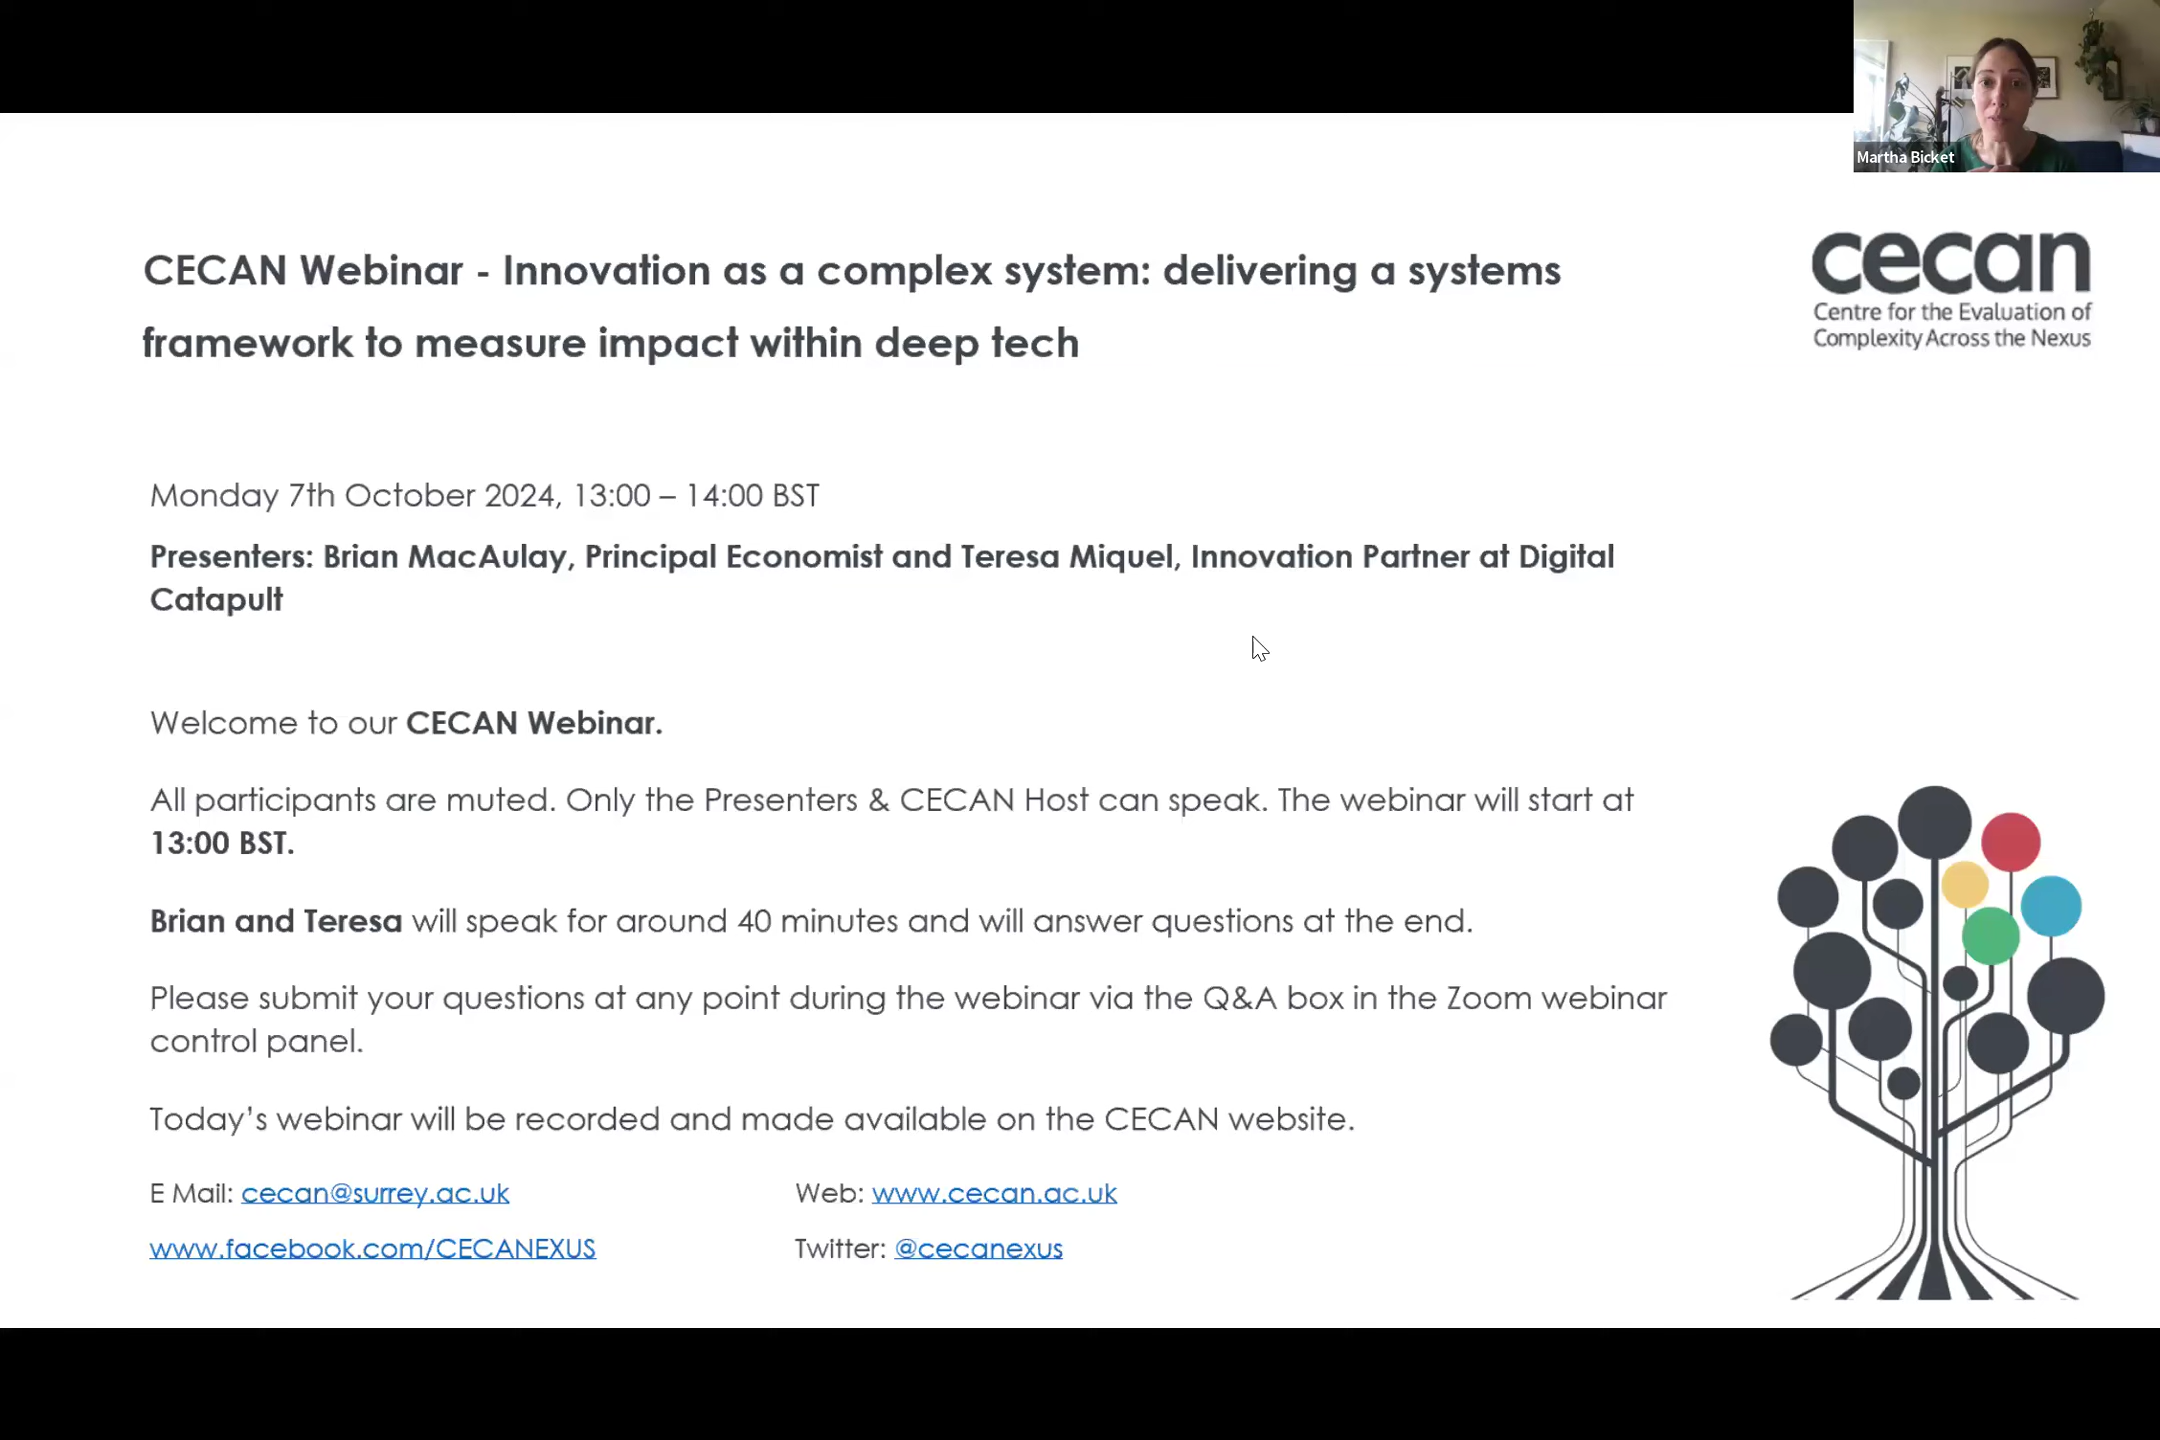 Martha Bicket
CECAN Webinar - Innovation as a complex system: delivering a systems
framework to measure impact within deep tech
cecan
Centre for the Evaluation of
Complexity Across the Nexus
Monday 7th October 2024, 13:00 – 14:00 BST
Presenters: Brian MacAulay, Principal Economist and Teresa Miquel, Innovation Partner at Digital
Catapult
Welcome to our CECAN Webinar.
All participants are muted. Only the Presenters & CECAN Host can speak. The webinar will start at
13:00 BST.
Brian and Teresa will speak for around 40 minutes and will answer questions at the end.
Please submit your questions at any point during the webinar via the Q&A box in the Zoom webinar
control panel.
Today’s webinar will be recorded and made available on the CECAN website.
E Mail: cecan@surrey.ac.uk Web: www.cecan.ac.uk
www.facebook.com/CECANEXUS Twitter: @cecanexus